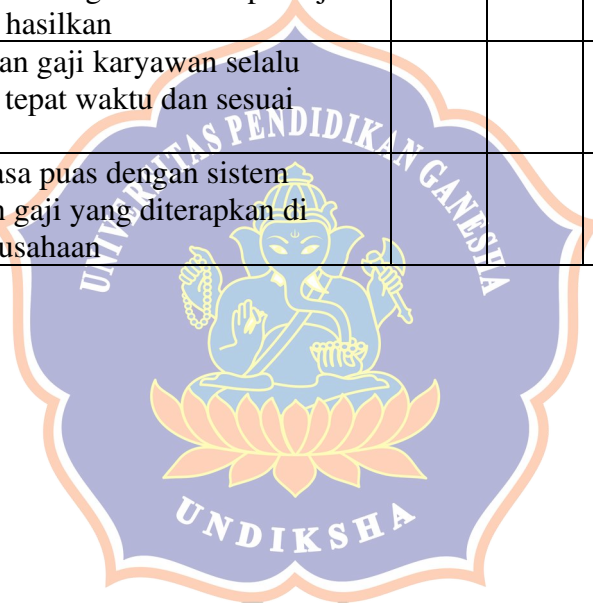 hasilkan
an gaji karyawan selalu
tepat waktu dan sesuai
asa puas dengan sistem
n gaji yang diterapkan di
usahaan
UNIVERSITAS PENDIDIKAN GANESHA
UNDIKSHA